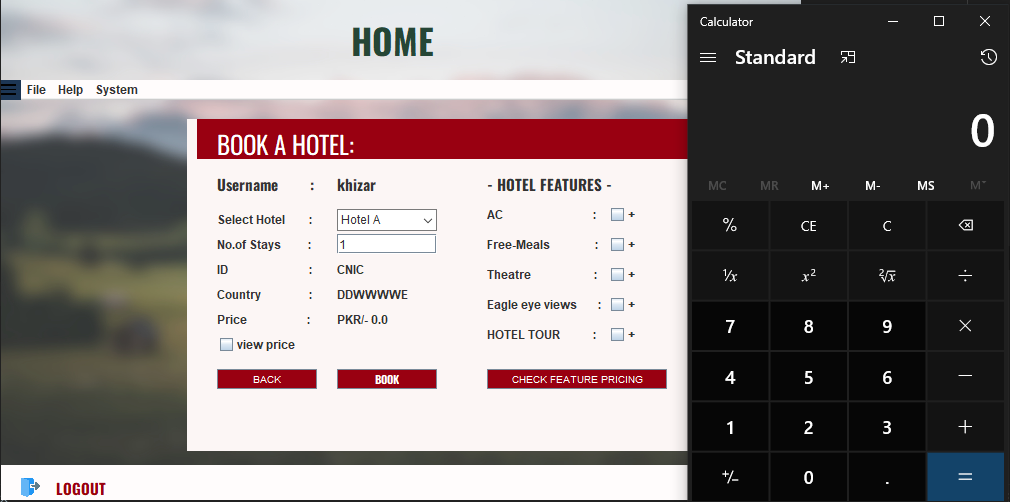 HOME
File Help System
BOOK A HOTEL:
Username : khizar
Select Hotel : Hotel A
No.of Stays : 1
ID : CNIC
Country : DDWWWWE
Price : PKR/- 0.0
view price
BACK BOOK
- HOTEL FEATURES -
AC : +
Free-Meals : +
Theatre : +
Eagle eye views : +
HOTEL TOUR : +
CHECK FEATURE PRICING
LOGOUT
Calculator
Standard
0
MC MR M+ M- MS M˅
% CE C
¹/x x² ²√x ÷
7 8 9 ×
4 5 6 −
1 2 3 +
+/− 0 . =